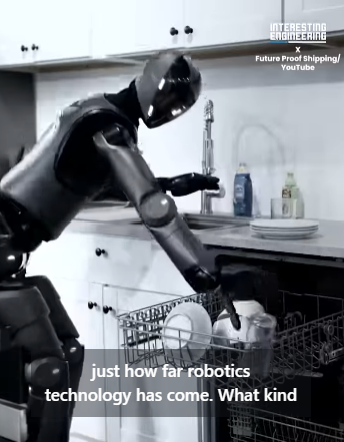 INTERESTING
ENGINEERING
X
Future Proof Shipping/
YouTube
just how far robotics
technology has come. What kind